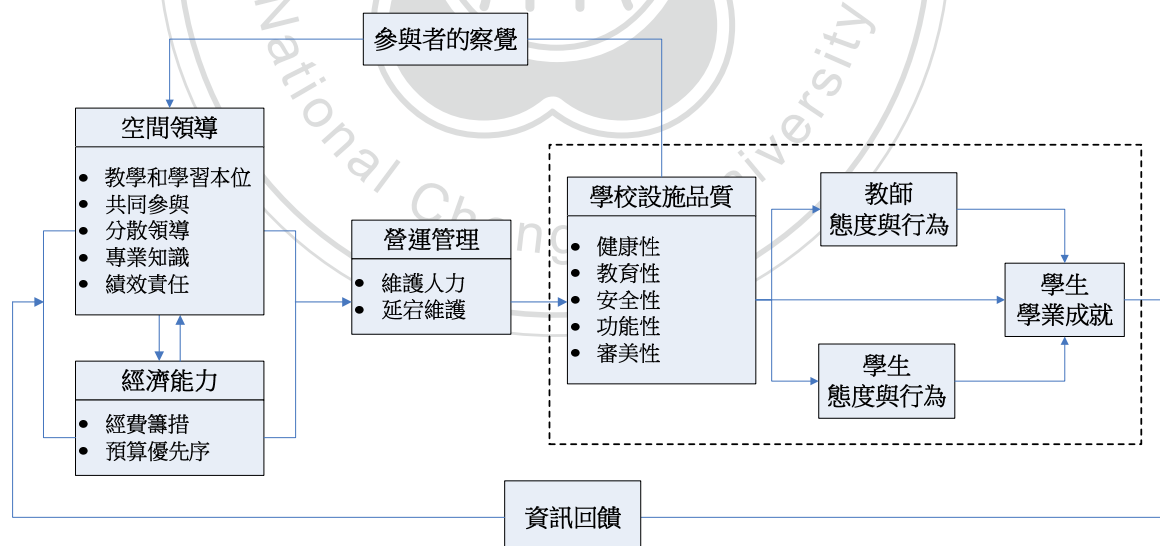 參與者的察覺
空間領導
• 教學和學習本位
• 共同參與
• 分散領導
• 專業知識
• 績效責任
經濟能力
• 經費籌措
• 預算優先序
營運管理
• 維護人力
• 延宕維護
學校設施品質
• 健康性
• 教育性
• 安全性
• 功能性
• 審美性
教師
態度與行為
學生
態度與行為
學生
學業成就
資訊回饋
National Cheng
University